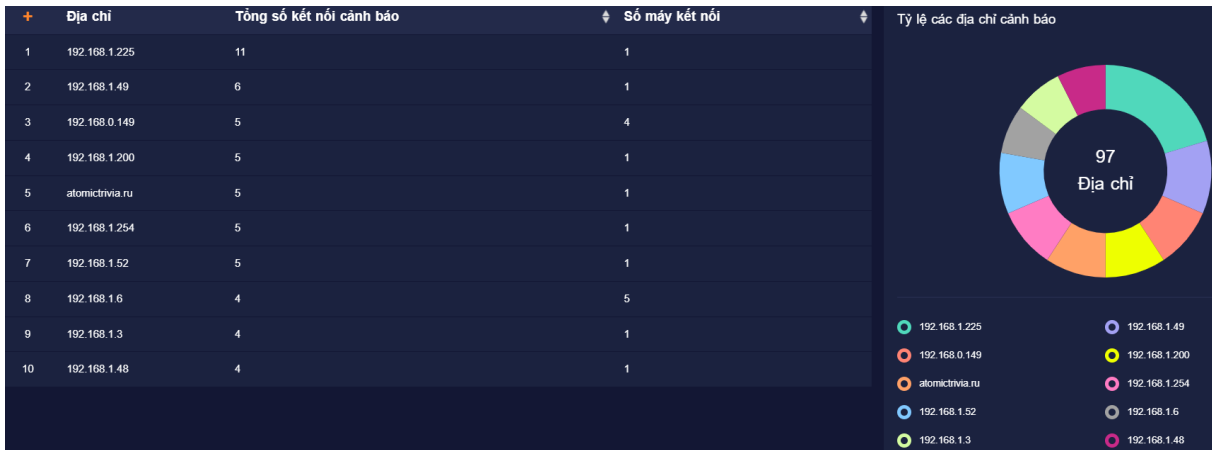 + Địa chỉ Tổng số kết nối cảnh báo Số máy kết nối
1 192.168.1.225 11 1
2 192.168.1.49 6 1
3 192.168.0.149 5 4
4 192.168.1.200 5 1
5 atomictrivia.ru 5 1
6 192.168.1.254 5 1
7 192.168.1.52 5 1
8 192.168.1.6 4 5
9 192.168.1.3 4 1
10 192.168.1.48 4 1
Tỷ lệ các địa chỉ cảnh báo
97
Địa chỉ
192.168.1.225 192.168.1.49
192.168.0.149 192.168.1.200
atomictrivia.ru 192.168.1.254
192.168.1.52 192.168.1.6
192.168.1.3 192.168.1.48